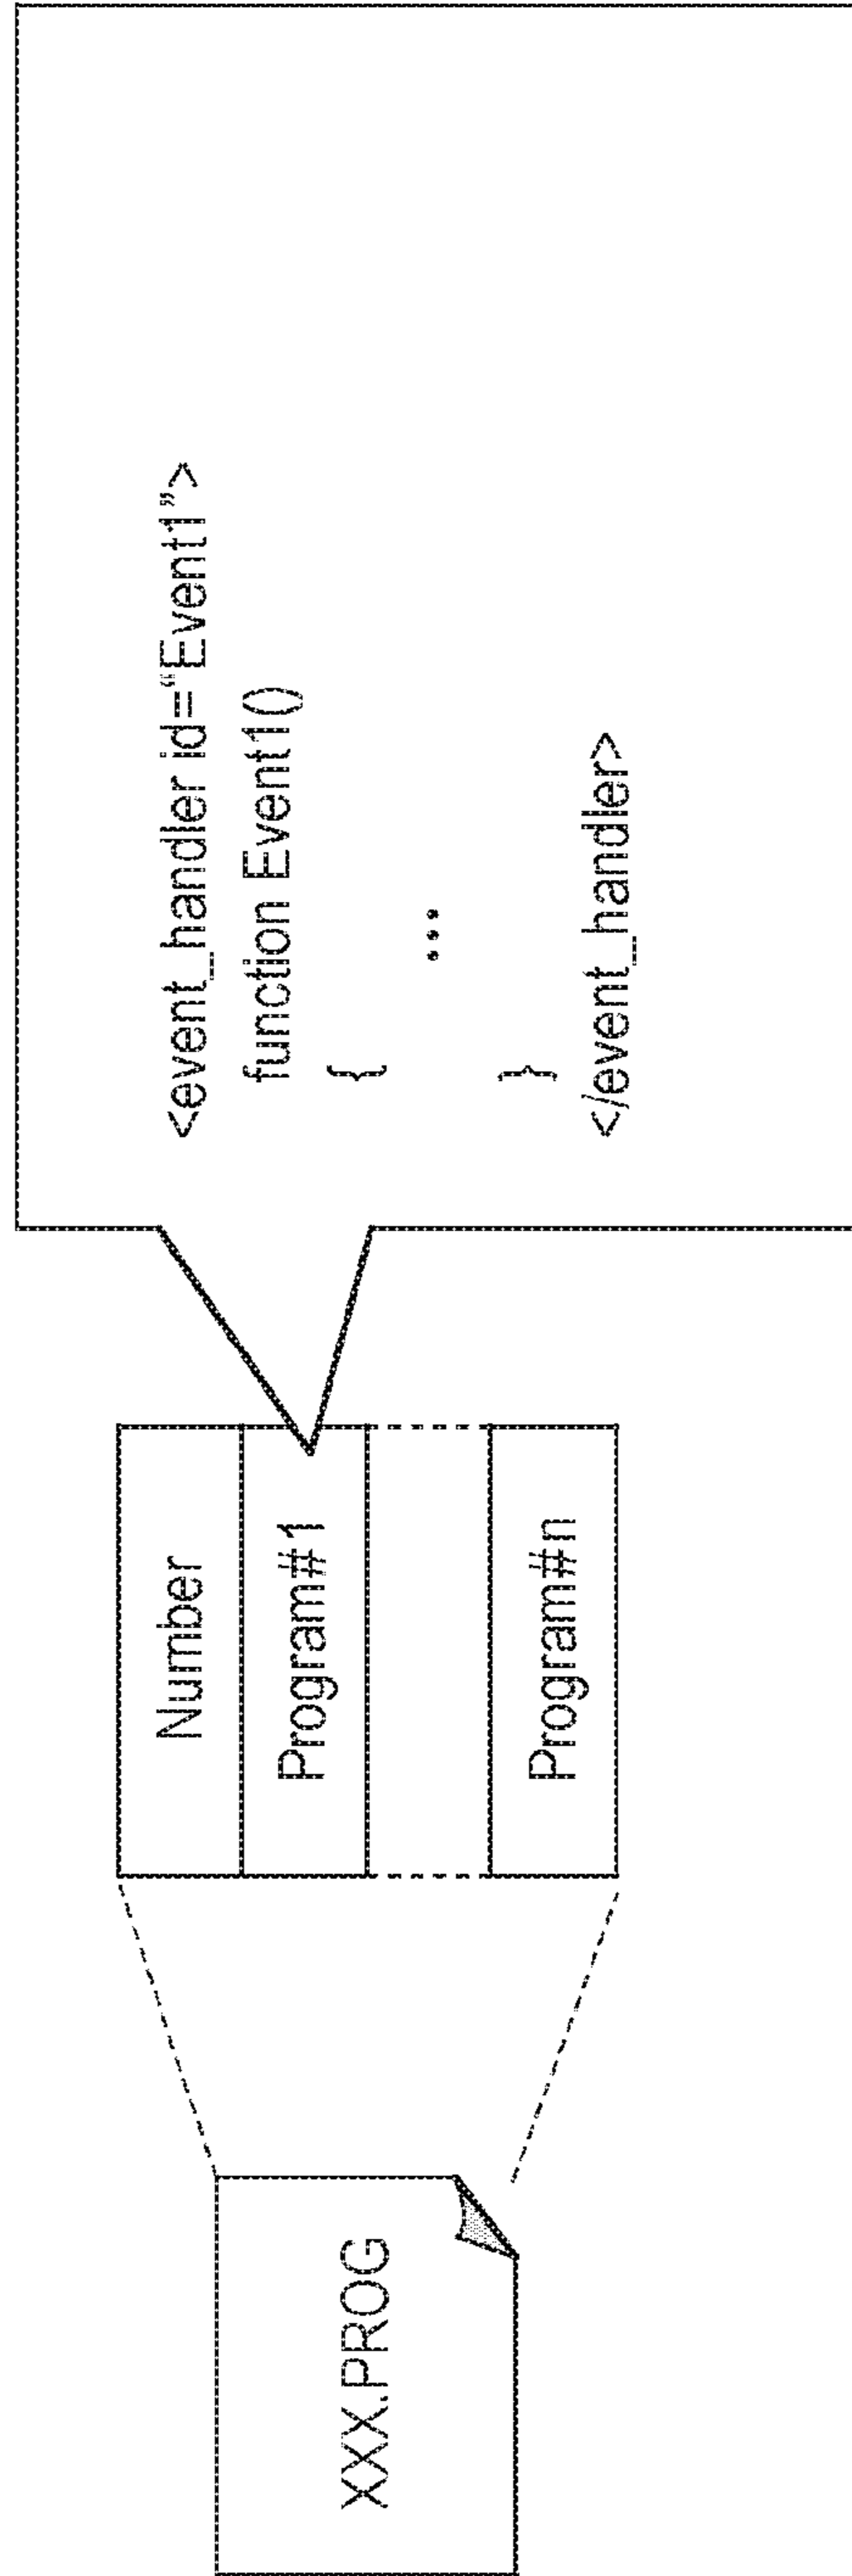 XXX.PROG
Number
Program#1
Program#n
<event_handler id=“Event1”>
function Event1()
{
...
}
</event_handler>